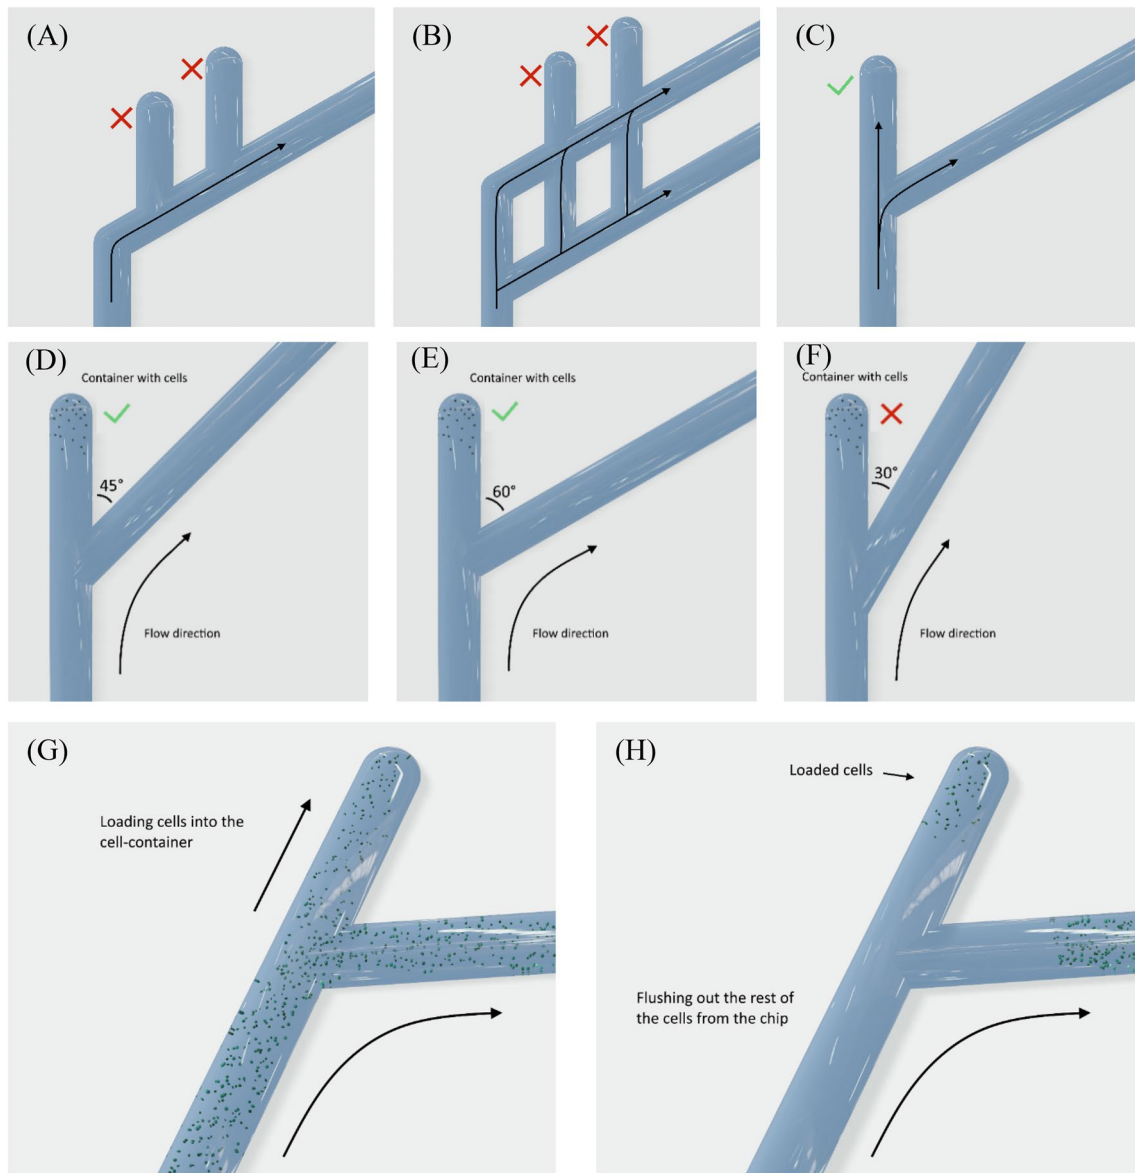 (A)
(B)
(C)
(D)
Container with cells
45°
Flow direction
(E)
Container with cells
60°
Flow direction
(F)
Container with cells
30°
Flow direction
(G)
Loading cells into the
cell-container
(H)
Loaded cells
Flushing out the rest of
the cells from the chip